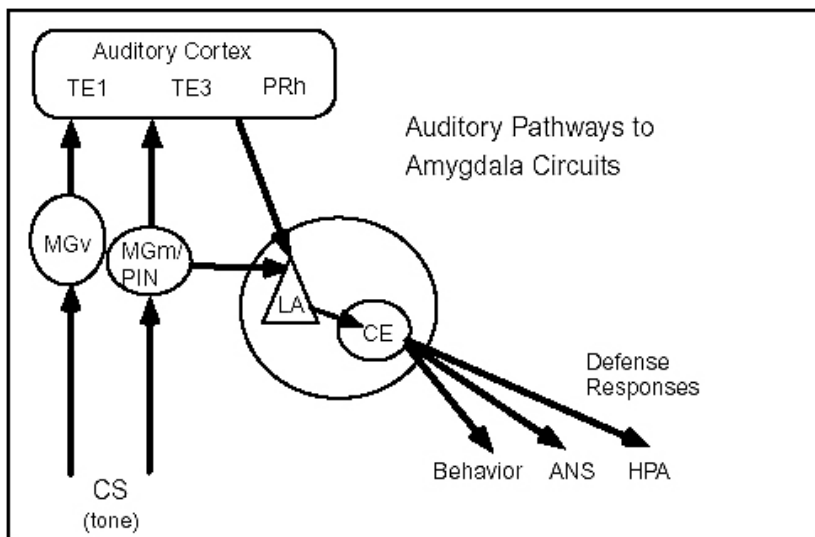 Auditory Cortex
TE1 TE3 PRh
Auditory Pathways to
Amygdala Circuits
MGv
MGm/
PIN
LA
CE
Defense
Responses
Behavior ANS HPA
CS
(tone)